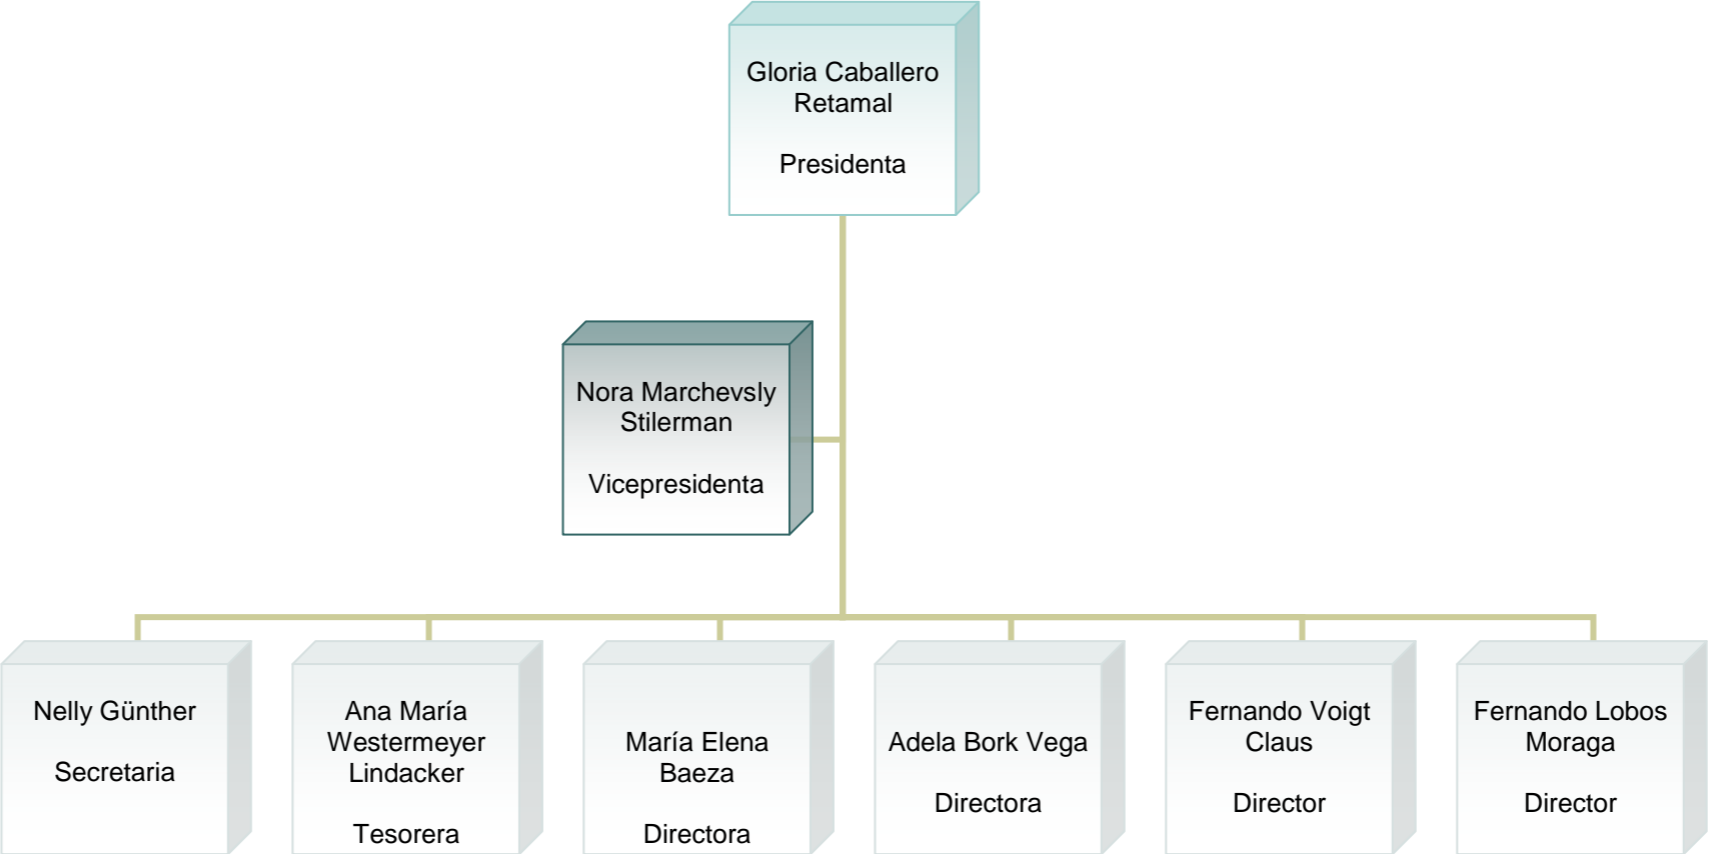 Gloria Caballero
Retamal
Presidenta
Nora Marchevsly
Stilerman
Vicepresidenta
Nelly Günther
Secretaria
Ana María
Westermeyer
Lindacker
Tesorera
María Elena
Baeza
Directora
Adela Bork Vega
Directora
Fernando Voigt
Claus
Director
Fernando Lobos
Moraga
Director